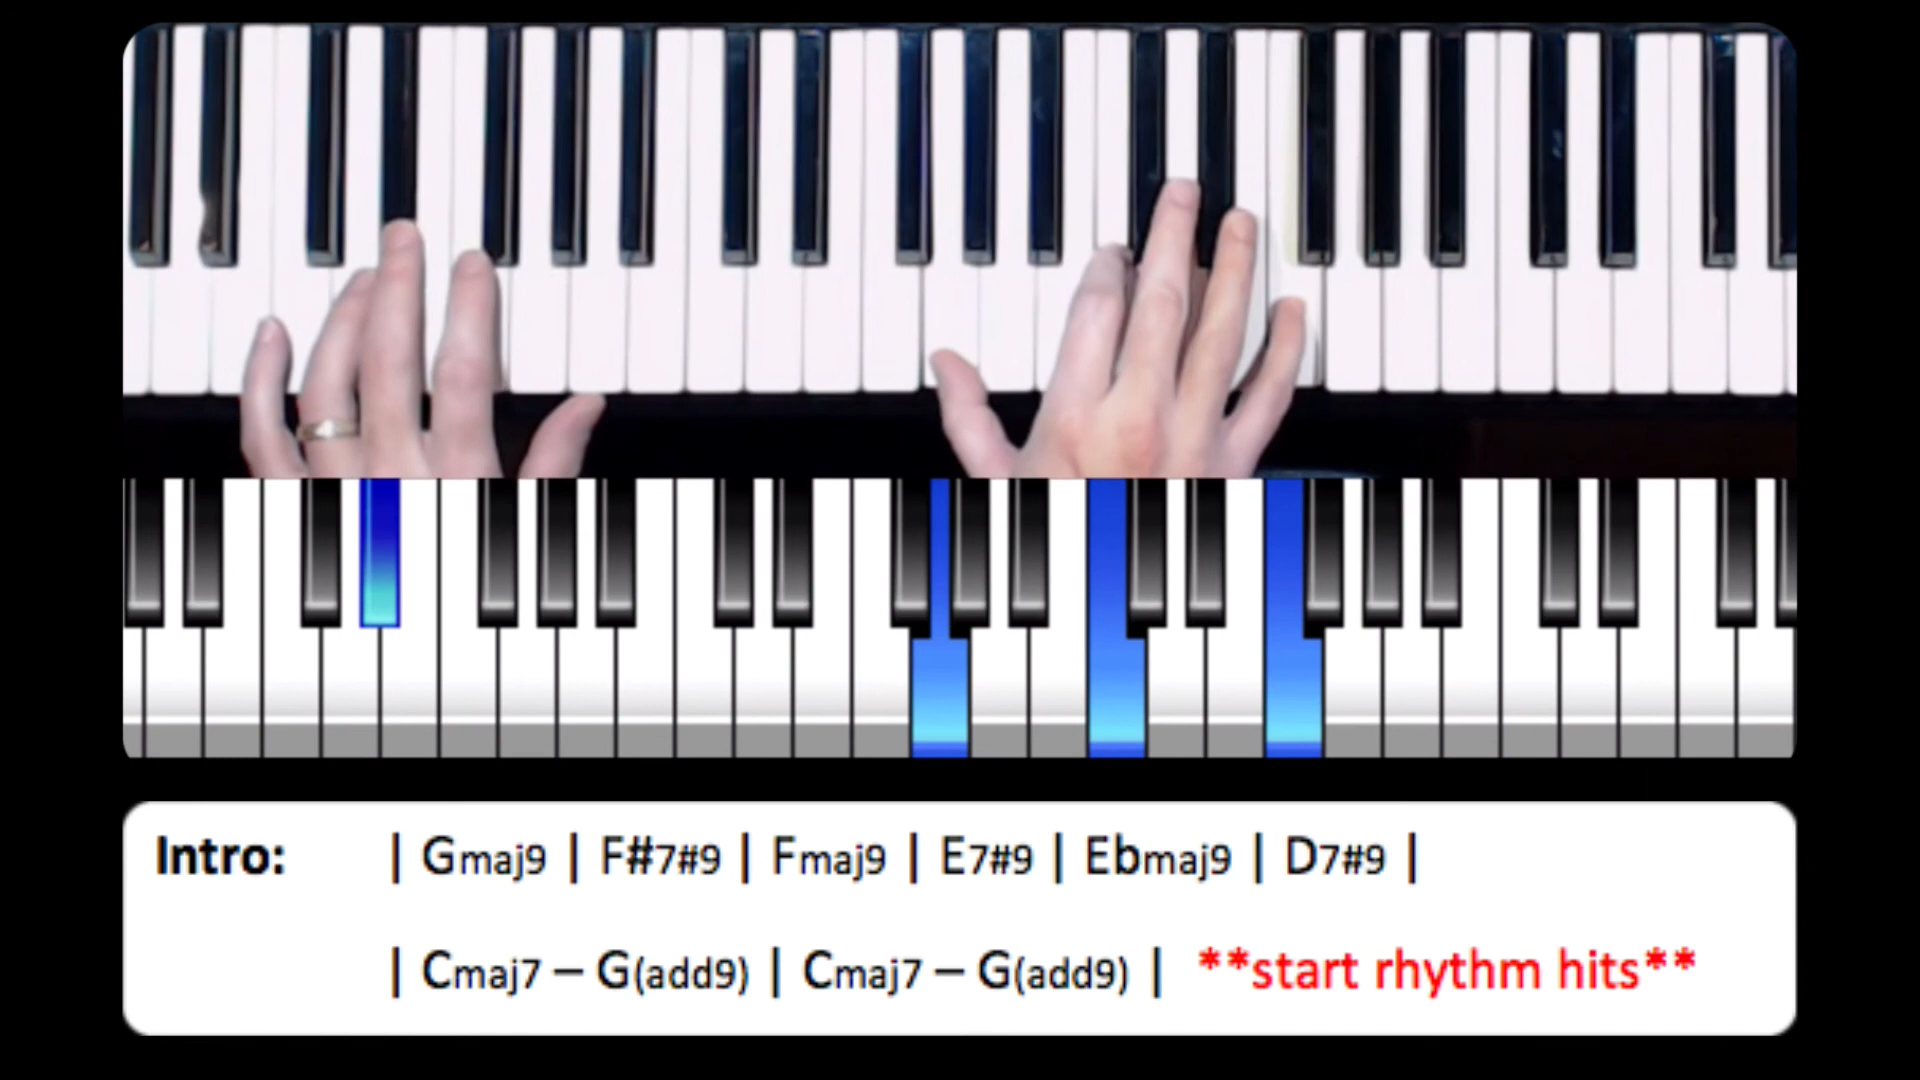 Intro: | Gmaj9 | F#7#9 | Fmaj9 | E7#9 | Ebmaj9 | D7#9 |
| Cmaj7 – G(add9) | Cmaj7 – G(add9) | **start rhythm hits**